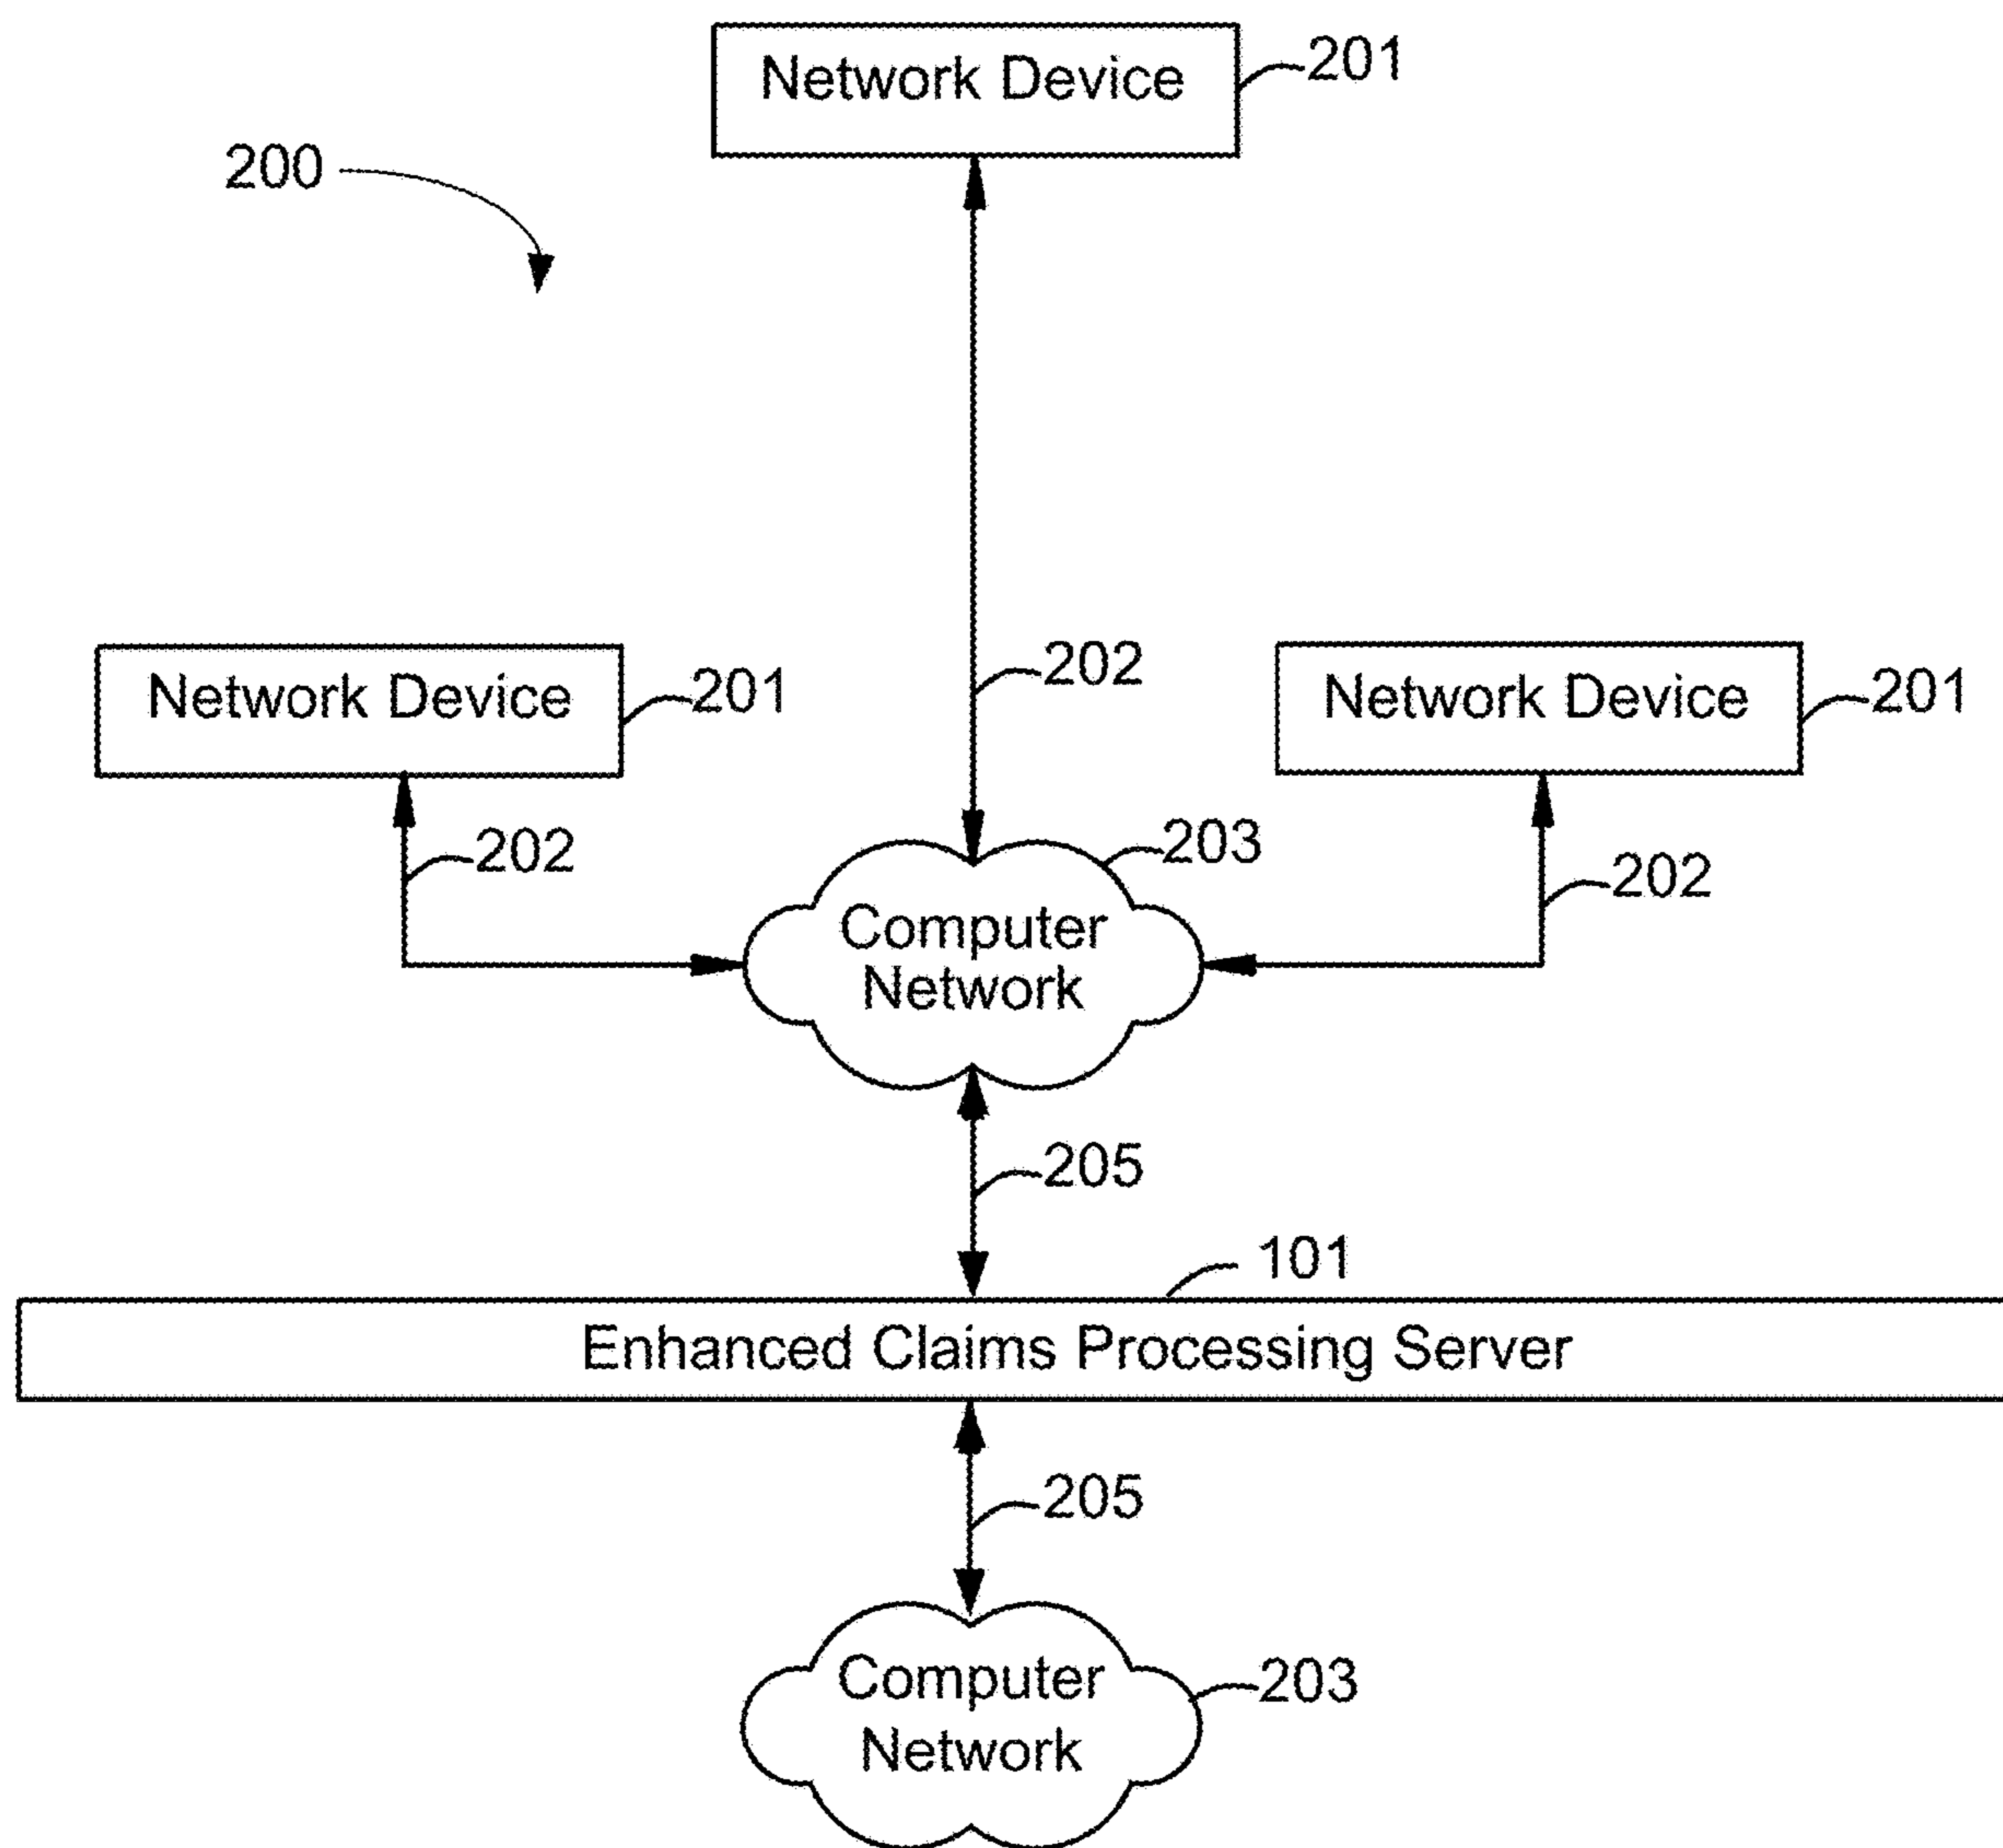 Network Device
201
200
202
Network Device
201
Network Device
201
202
203
202
Computer
Network
205
101
Enhanced Claims Processing Server
205
Computer
Network
203